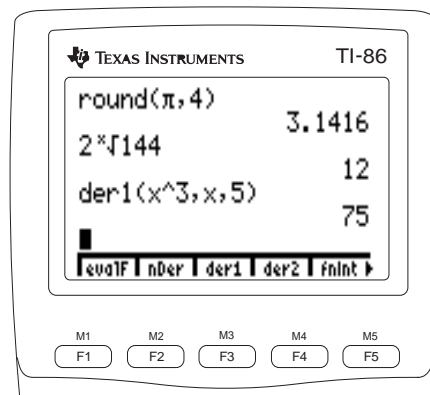 TEXAS INSTRUMENTS TI-86
round(π,4)
3.1416
2ˣ√144
12
der1(x^3,x,5)
75
evalF nDer der1 der2 fnInt ▶
M1 M2 M3 M4 M5
F1 F2 F3 F4 F5